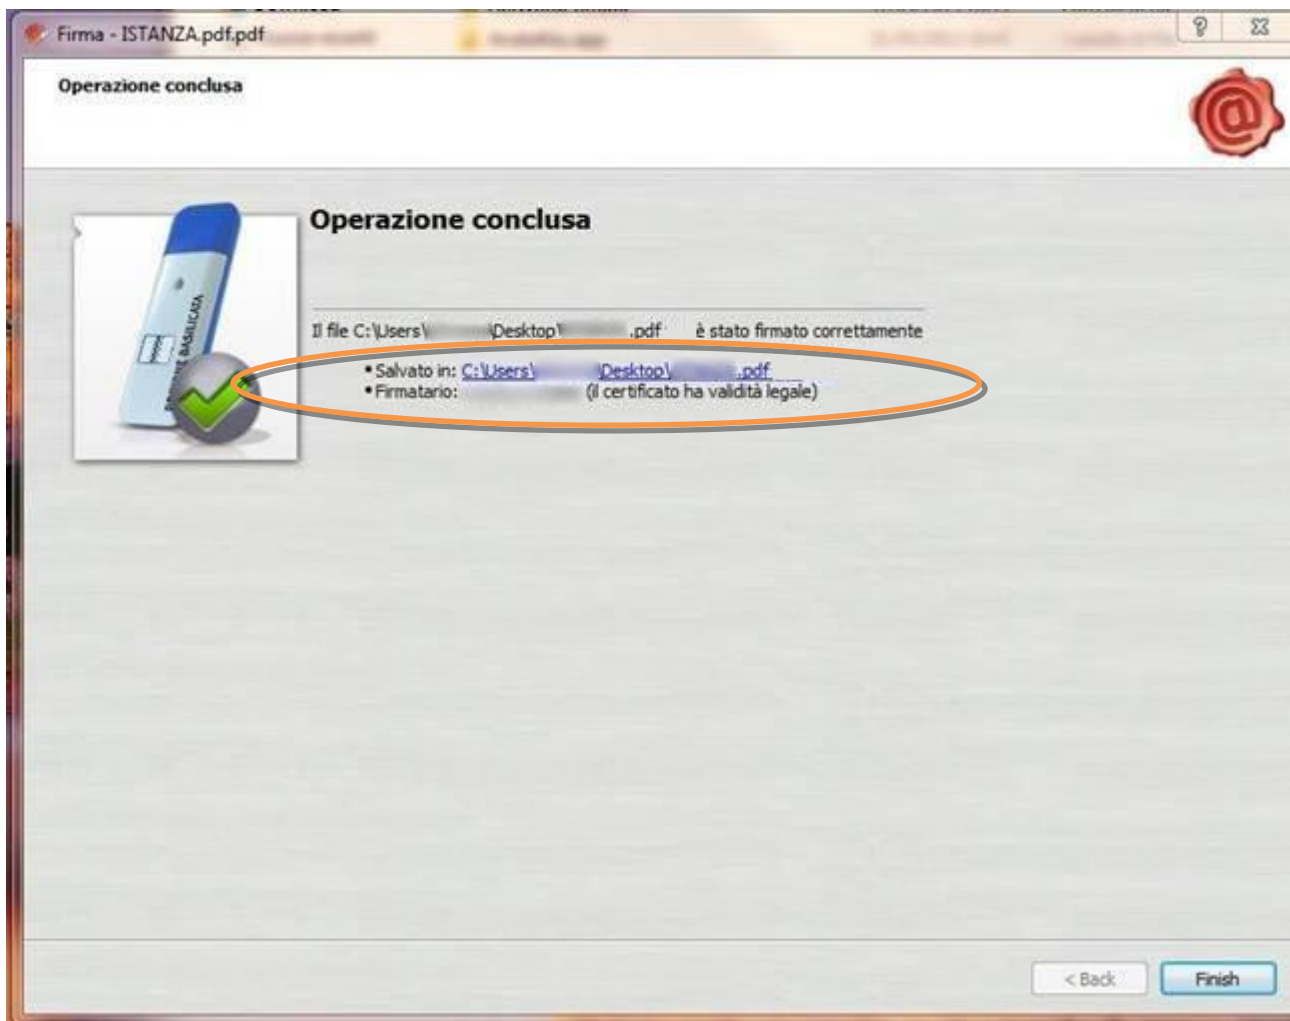 Firma - ISTANZA.pdf.pdf
Operazione conclusa
Operazione conclusa
Il file C:\Users\ \Desktop\ .pdf è stato firmato correttamente
• Salvato in: C:\Users\ \Desktop\ .pdf
• Firmatario: (il certificato ha validità legale)
BASILICATA
< Back Finish